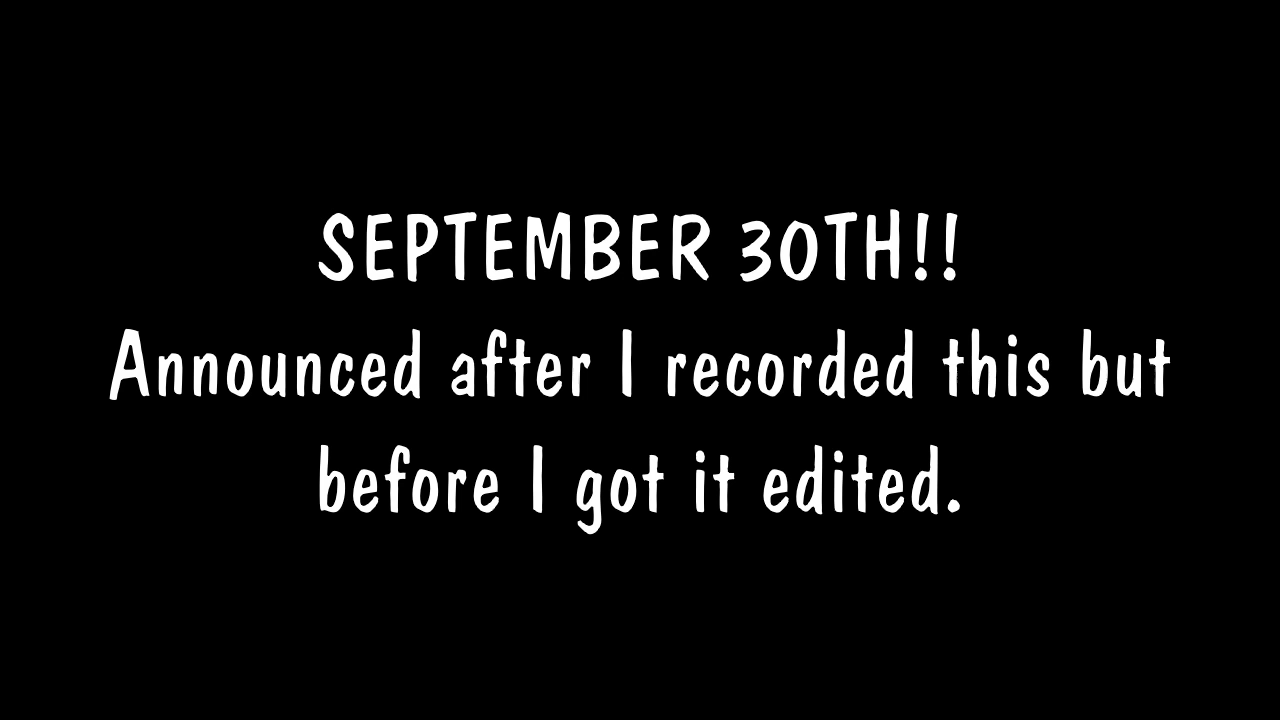 SEPTEMBER 30TH!!
Announced after I recorded this but
before I got it edited.